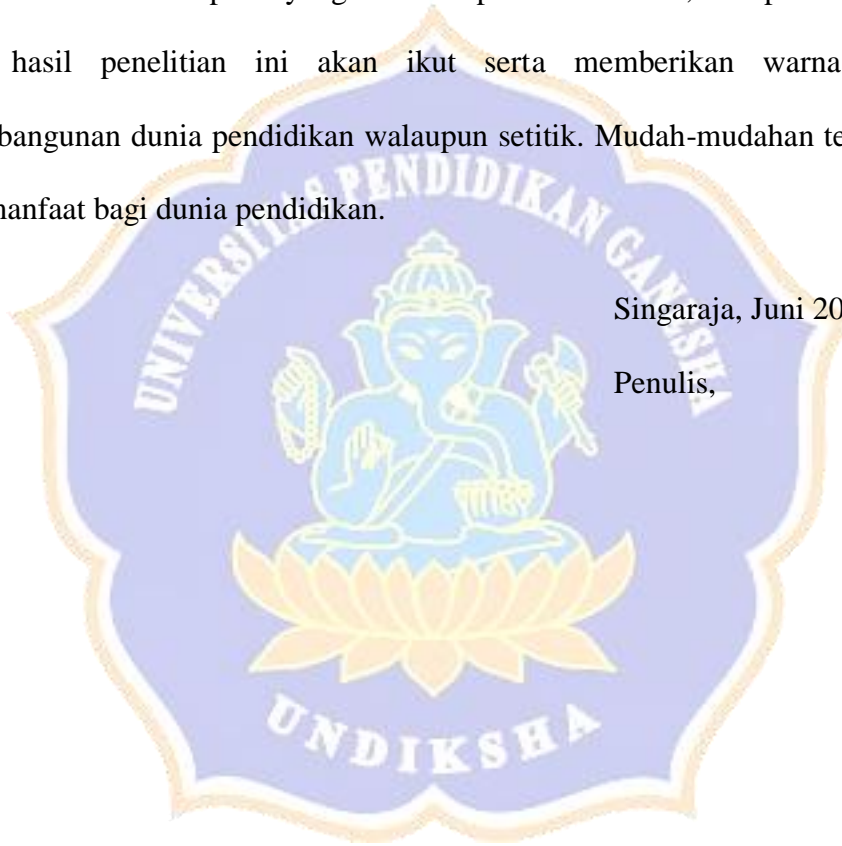 hasil penelitian ini akan ikut serta memberikan warna
bangunan dunia pendidikan walaupun setitik. Mudah-mudahan
manfaat bagi dunia pendidikan.
UNIVERSITAS PENDIDIKAN GANESHA
Singaraja, Juni 20
Penulis,
UNDIKSHA